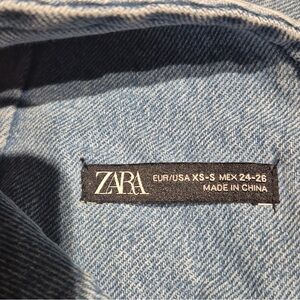 ZARA
EUR/USA XS-S MEX 24-26
MADE IN CHINA